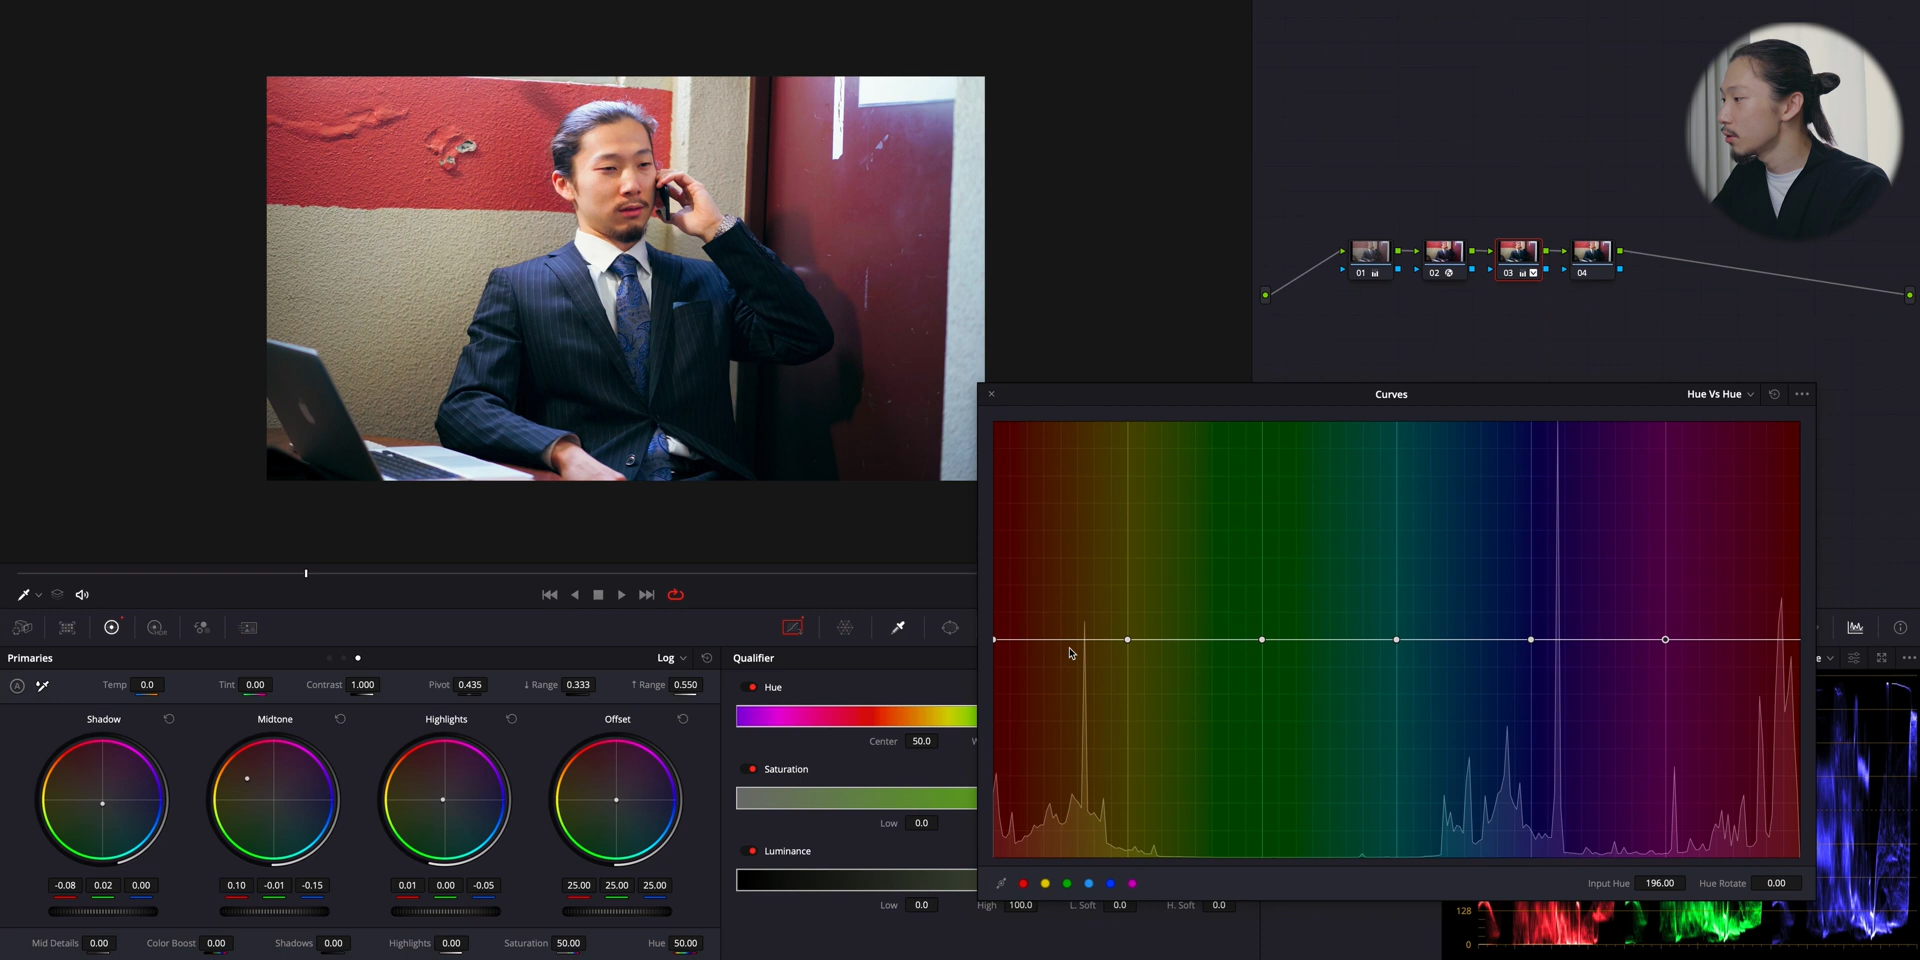 01
02
03
04
Curves
Hue Vs Hue
Input Hue
196.00
Hue Rotate
0.00
HDR
Primaries
Log
Temp
0.0
Tint
0.00
Contrast
1.000
Pivot
0.435
↓ Range
0.333
↑ Range
0.550
Shadow
Midtone
Highlights
Offset
-0.08 0.02 0.00
0.10 -0.01 -0.15
0.01 0.00 -0.05
25.00 25.00 25.00
Mid Details
0.00
Color Boost
0.00
Shadows
0.00
Highlights
0.00
Saturation
50.00
Hue
50.00
Qualifier
Hue
Center
50.0
Saturation
Low
0.0
Luminance
Low
0.0
High
100.0
L. Soft
0.0
H. Soft
0.0
128
0